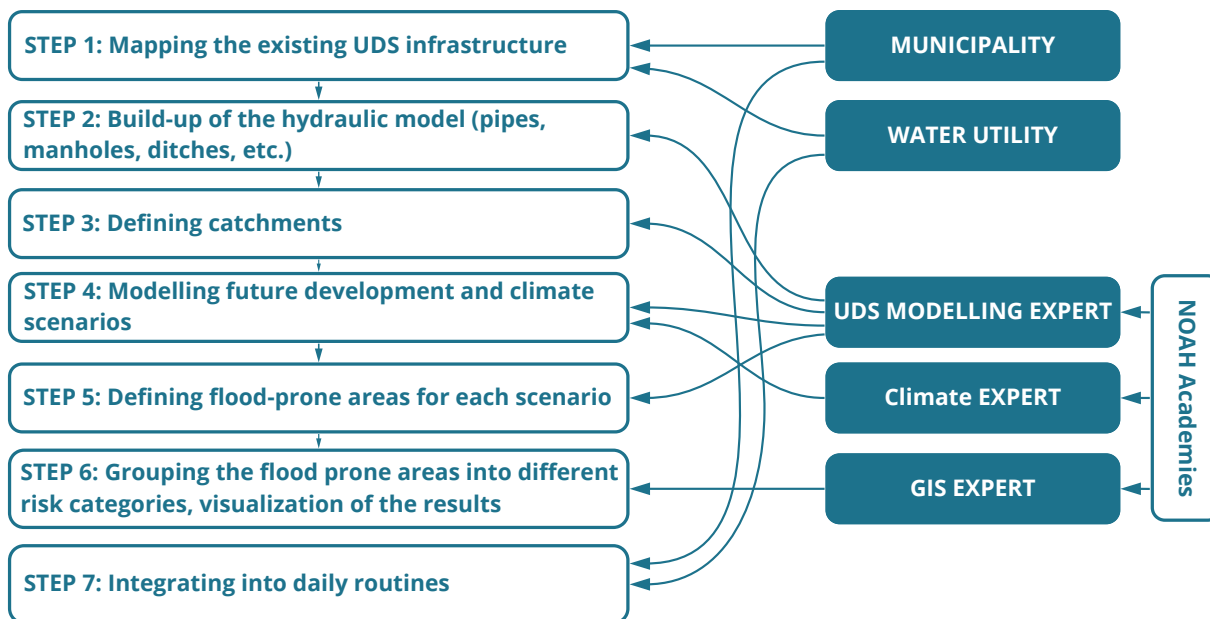 STEP 1: Mapping the existing UDS infrastructure
STEP 2: Build-up of the hydraulic model (pipes,
manholes, ditches, etc.)
STEP 3: Defining catchments
STEP 4: Modelling future development and climate
scenarios
STEP 5: Defining flood-prone areas for each scenario
STEP 6: Grouping the flood prone areas into different
risk categories, visualization of the results
STEP 7: Integrating into daily routines
MUNICIPALITY
WATER UTILITY
UDS MODELLING EXPERT
Climate EXPERT
GIS EXPERT
NOAH Academies